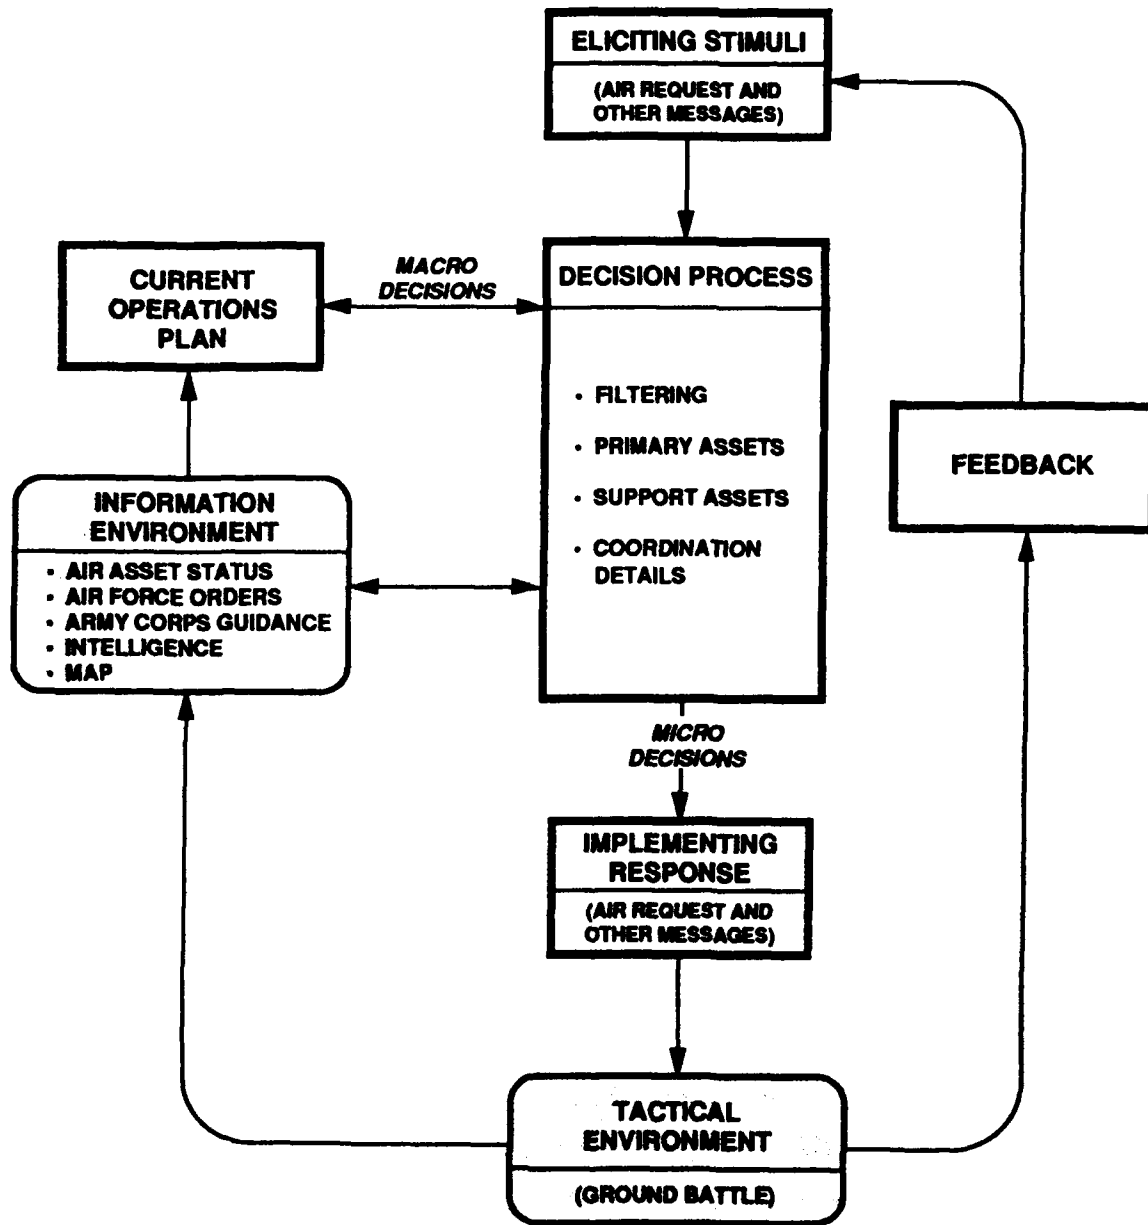 ELICITING STIMULI
(AIR REQUEST AND
OTHER MESSAGES)
CURRENT
OPERATIONS
PLAN
MACRO
DECISIONS
DECISION PROCESS
• FILTERING
• PRIMARY ASSETS
• SUPPORT ASSETS
• COORDINATION
DETAILS
FEEDBACK
INFORMATION
ENVIRONMENT
• AIR ASSET STATUS
• AIR FORCE ORDERS
• ARMY CORPS GUIDANCE
• INTELLIGENCE
• MAP
MICRO
DECISIONS
IMPLEMENTING
RESPONSE
(AIR REQUEST AND
OTHER MESSAGES)
TACTICAL
ENVIRONMENT
(GROUND BATTLE)